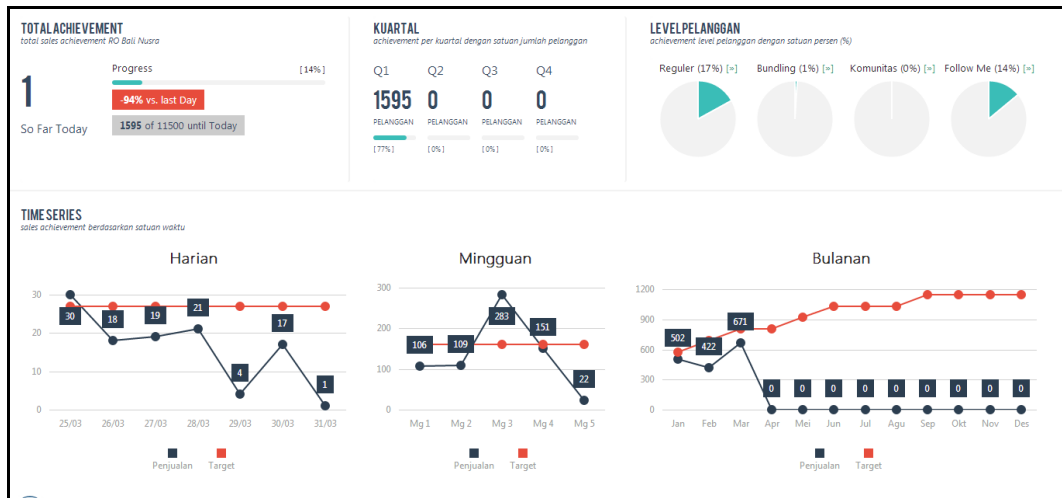 TOTAL ACHIEVEMENT
total sales achievement RO Bali Nusra
1
So Far Today
Progress [14%]
-94% vs. last Day
1595 of 11500 until Today
KUARTAL
achievement per kuartal dengan satuan jumlah pelanggan
Q1 Q2 Q3 Q4
1595 0 0 0
PELANGGAN PELANGGAN PELANGGAN PELANGGAN
[77%] [0%] [0%] [0%]
LEVEL PELANGGAN
achievement level pelanggan dengan satuan persen (%)
Reguler (17%) [»] Bundling (1%) [»] Komunitas (0%) [»] Follow Me (14%) [»]
TIME SERIES
sales achievement berdasarkan satuan waktu
Harian
30
20
10
0
30 18 19 21 4 17 1
25/03 26/03 27/03 28/03 29/03 30/03 31/03
Penjualan Target
Mingguan
300
200
100
0
106 109 283 151 22
Mg 1 Mg 2 Mg 3 Mg 4 Mg 5
Penjualan Target
Bulanan
1200
900
600
300
0
502 422 671 0 0 0 0 0 0 0 0 0
Jan Feb Mar Apr Mei Jun Jul Agu Sep Okt Nov Des
Penjualan Target